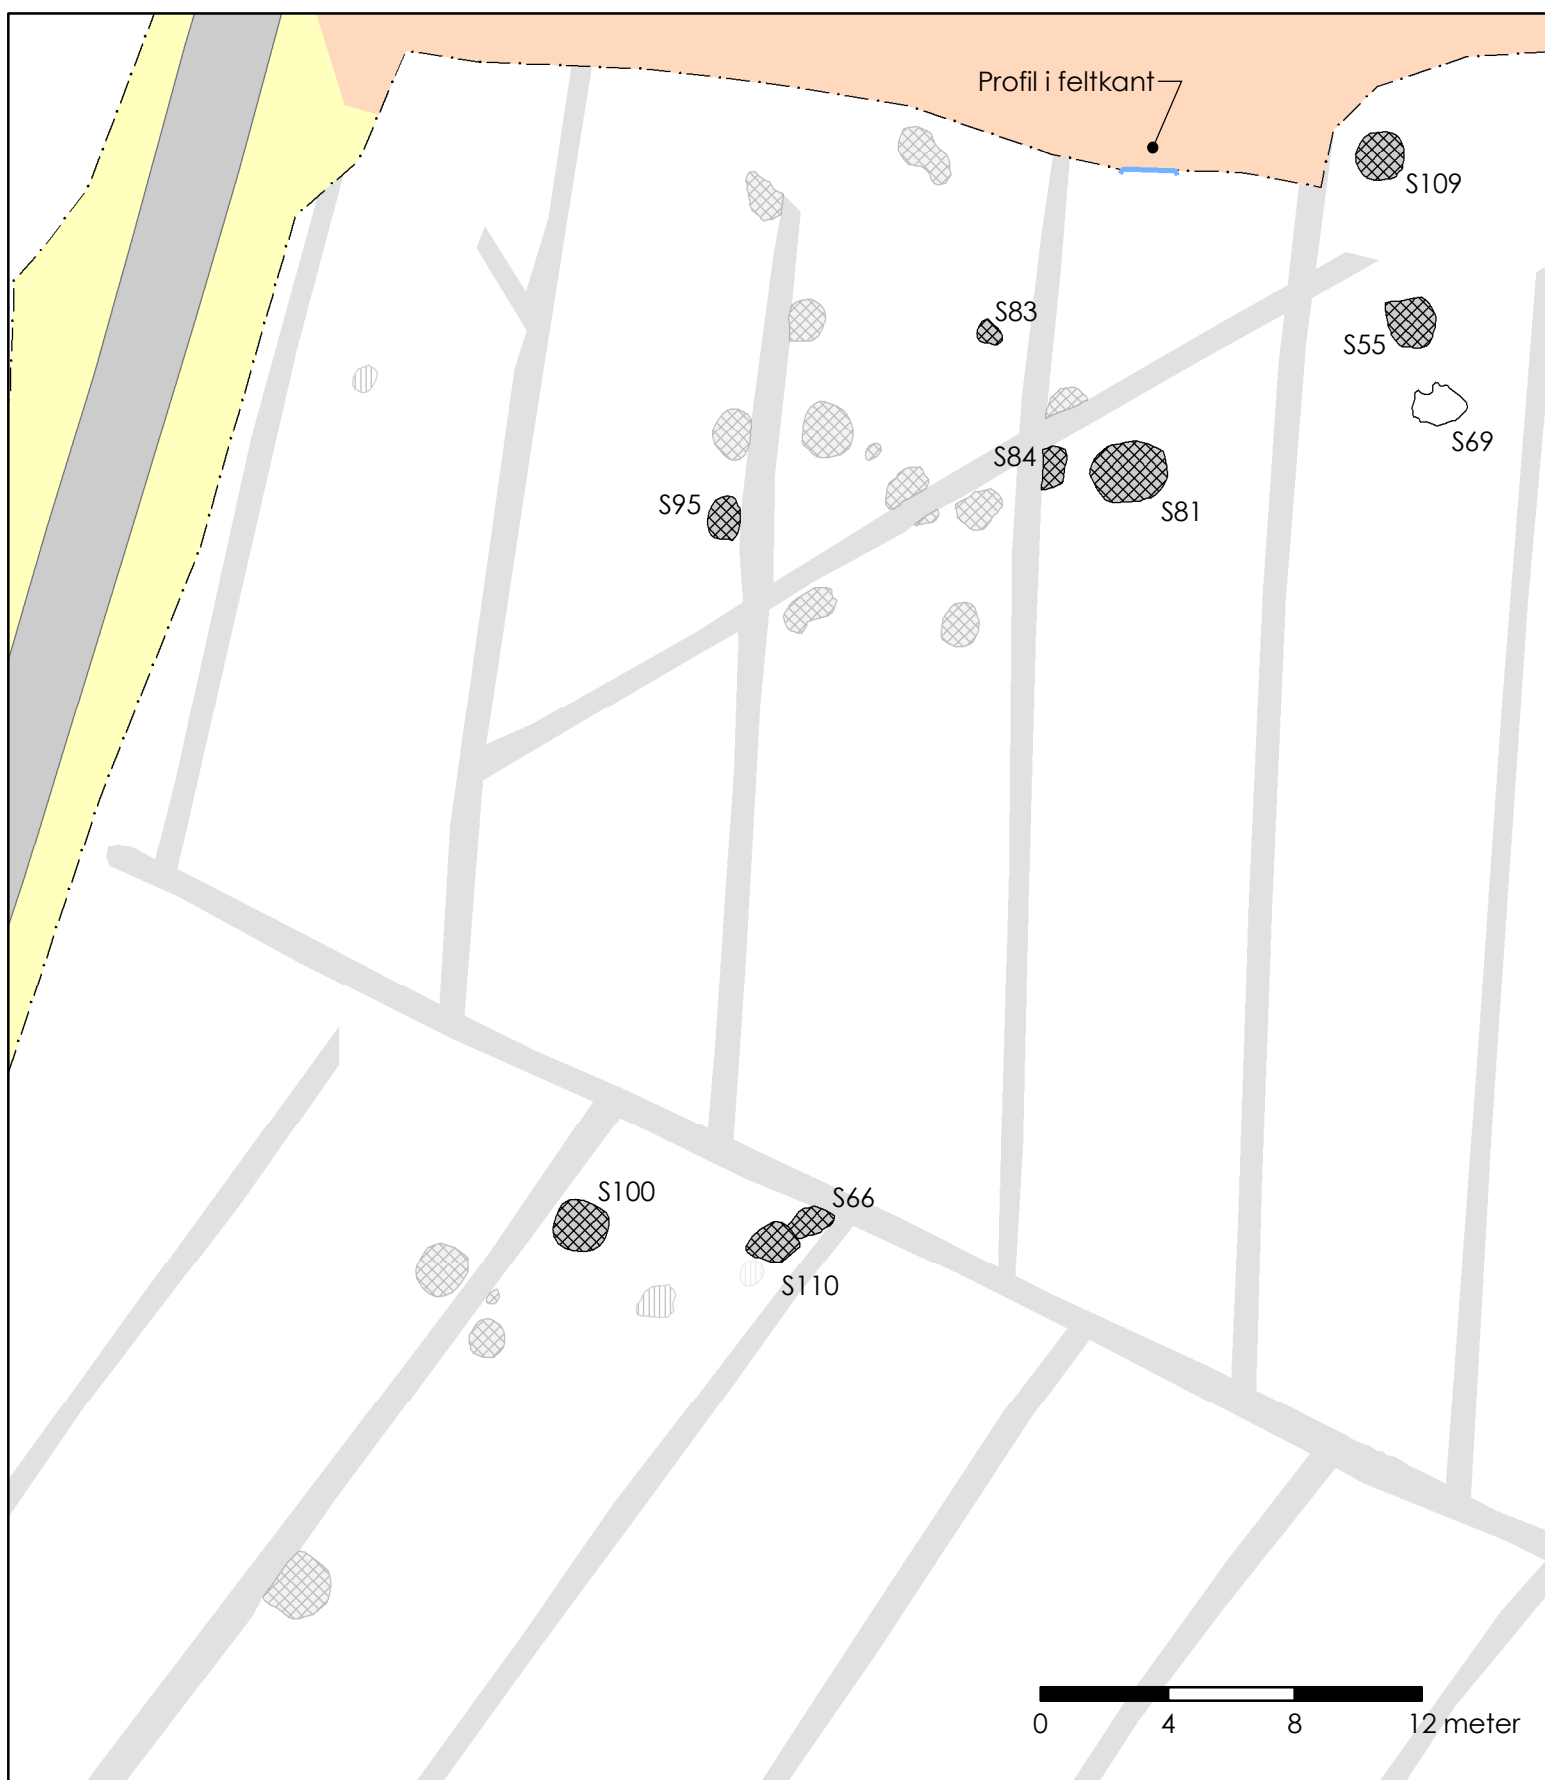 Profil i feltkant
S109
S83
S55
S69
S84
S95
S81
S100
S66
S110
0 4 8 12 meter